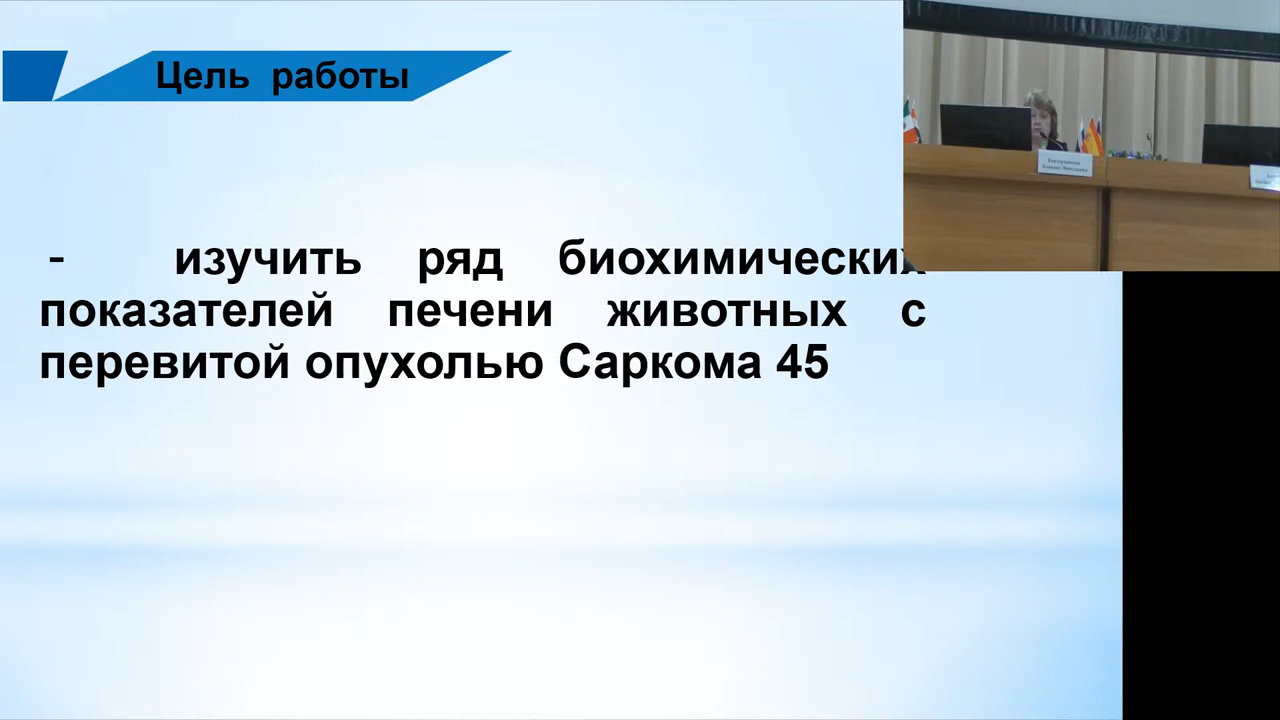 Цель работы
- изучить ряд биохимических
показателей печени животных с
перевитой опухолью Саркома 45